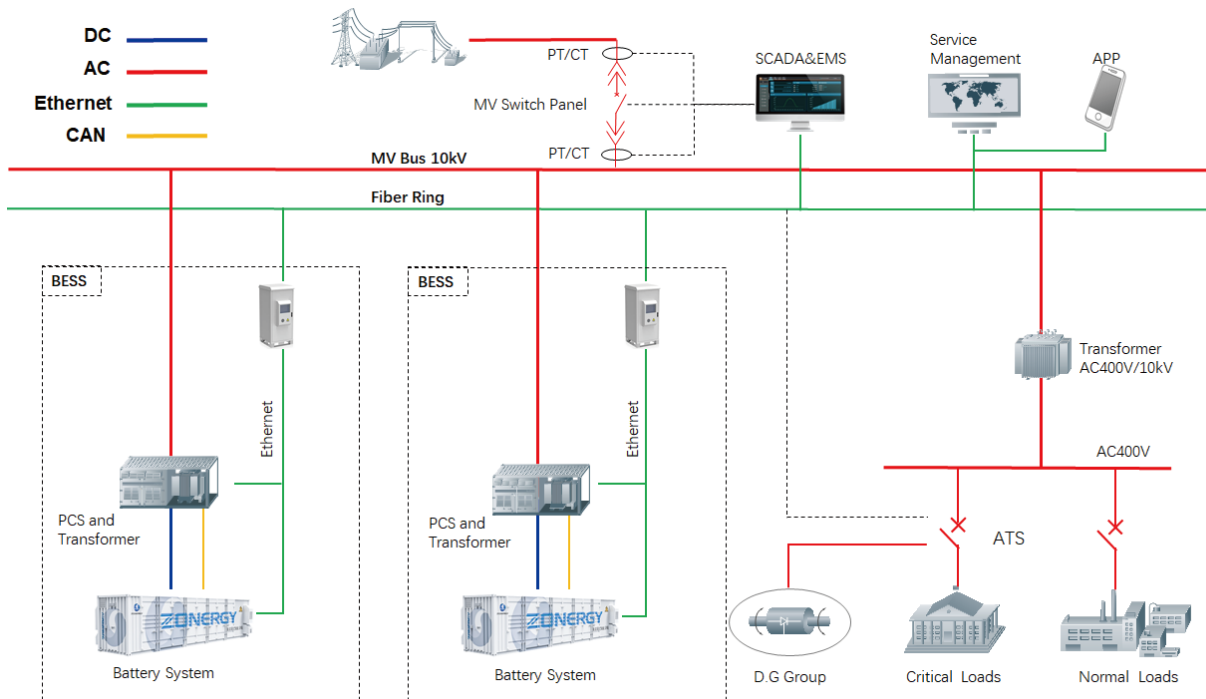 DC
AC
Ethernet
CAN
PT/CT
MV Switch Panel
PT/CT
SCADA&EMS
Service
Management
APP
MV Bus 10kV
Fiber Ring
BESS
Ethernet
PCS and
Transformer
ZONERGY
Battery System
BESS
Ethernet
PCS and
Transformer
ZONERGY
Battery System
Transformer
AC400V/10kV
AC400V
ATS
D.G Group
Critical Loads
Normal Loads